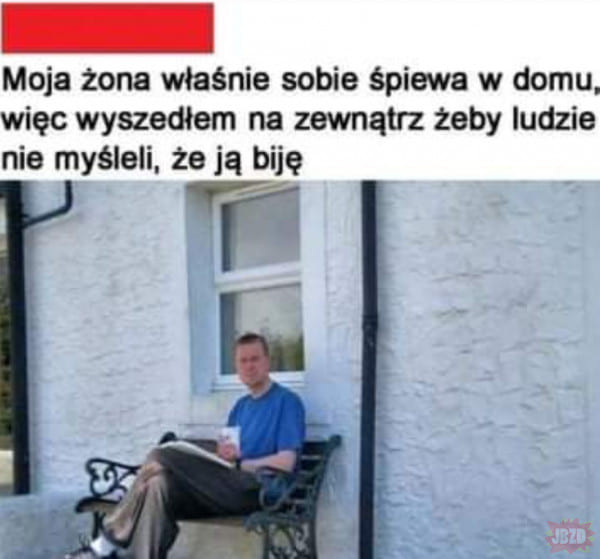 Moja żona właśnie sobie śpiewa w domu,
więc wyszedłem na zewnątrz żeby ludzie
nie myśleli, że ją biję
JBZD